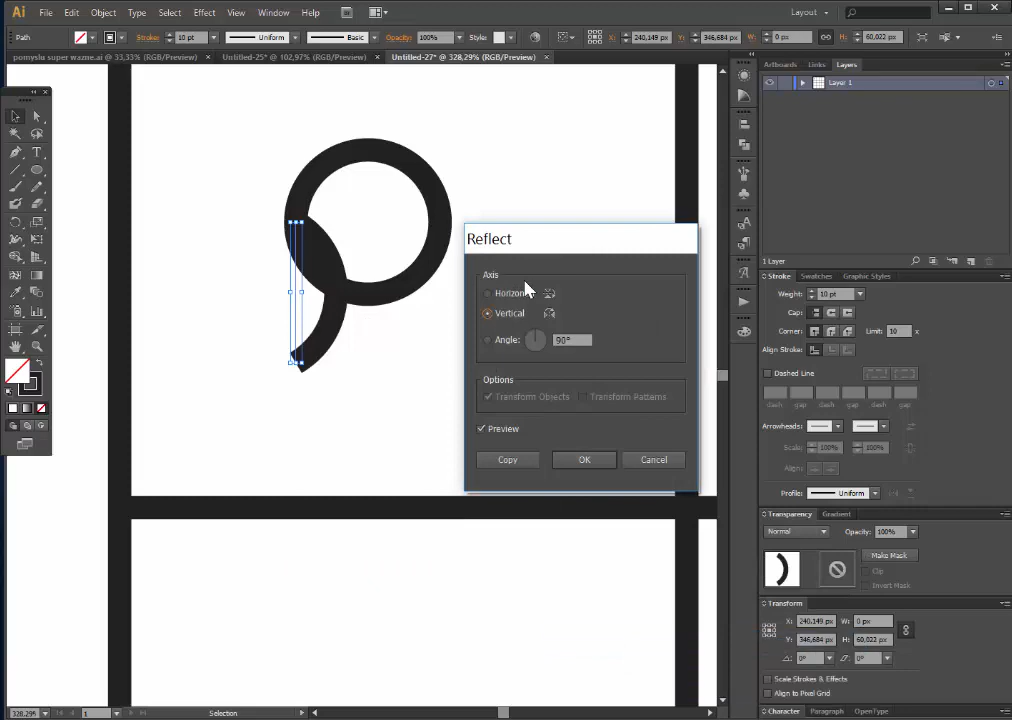 Ai File Edit Object Type Select Effect View Window Help Layout
Path Stroke: 10 pt Uniform Basic Opacity: 100% Style: X: 240,149 px Y: 346,684 px W: 0 px H: 60,022 px
pomyslu super wazne.ai @ 33,33% (RGB/Preview) × Untitled-25* @ 102,97% (RGB/Preview) × Untitled-27* @ 328,29% (RGB/Preview) ×
Artboards Links Layers
Layer 1
1 Layer
Stroke Swatches Graphic Styles
Weight: 10 pt
Cap:
Corner: Limit: 10 x
Align Stroke:
Dashed Line
dash gap dash gap dash gap
Arrowheads:
Scale: 100% 100%
Align:
Profile: Uniform
Transparency Gradient
Normal Opacity: 100%
Make Mask
Clip
Invert Mask
Transform
X: 240,149 px W: 0 px
Y: 346,684 px H: 60,022 px
0° 0°
Scale Strokes & Effects
Align to Pixel Grid
Character Paragraph OpenType
Reflect
Axis
Vertical
Angle: 90°
Options
Transform Objects Transform Patterns
Preview
Copy OK Cancel
328,29% 1 Selection